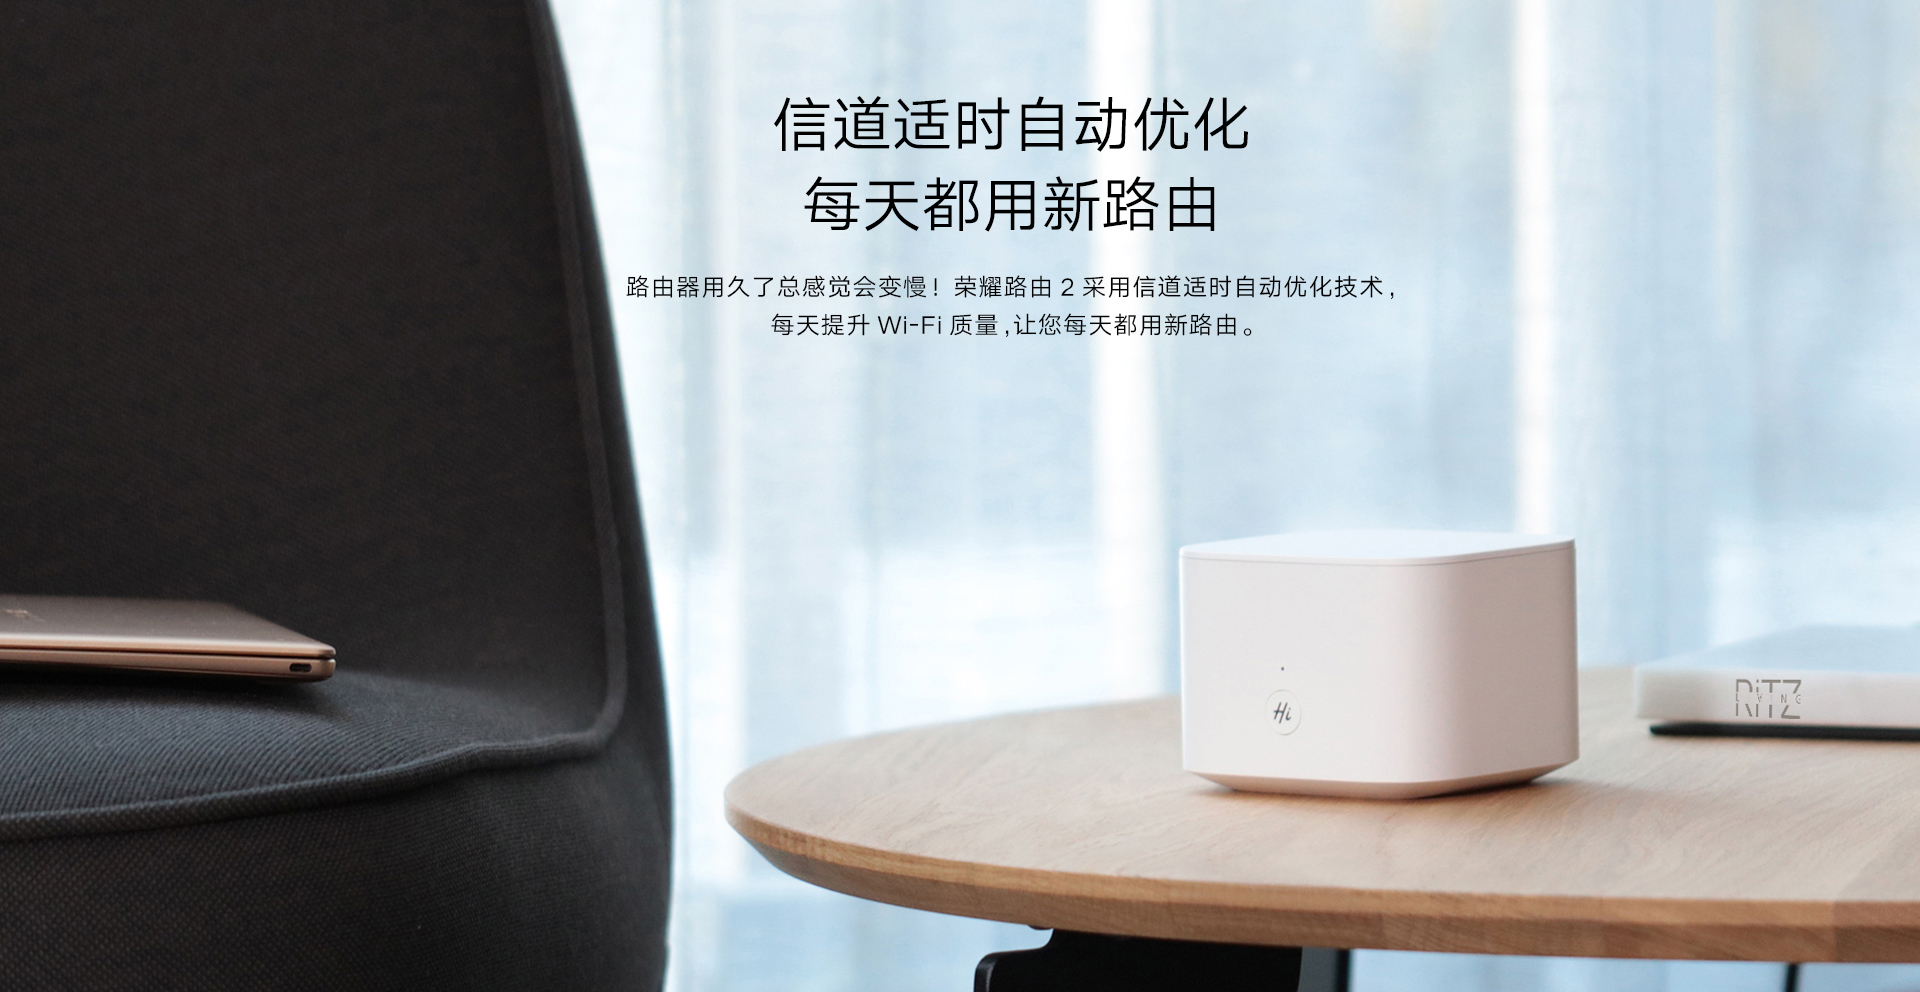 信道适时自动优化
每天都用新路由
路由器用久了总感觉会变慢！荣耀路由 2 采用信道适时自动优化技术，
每天提升 Wi-Fi 质量，让您每天都用新路由。
Hi
RiTZ